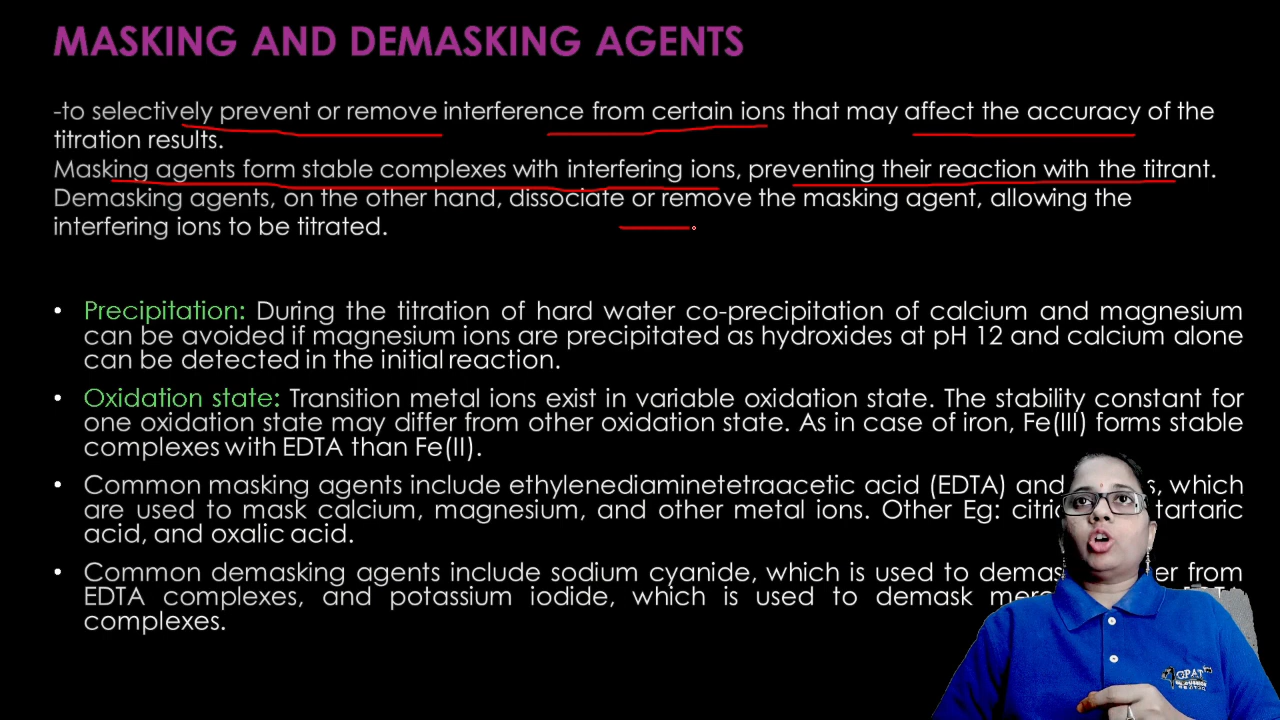 MASKING AND DEMASKING AGENTS
-to selectively prevent or remove interference from certain ions that may affect the accuracy of the
titration results.
Masking agents form stable complexes with interfering ions, preventing their reaction with the titrant.
Demasking agents, on the other hand, dissociate or remove the masking agent, allowing the
interfering ions to be titrated.
• Precipitation: During the titration of hard water co-precipitation of calcium and magnesium
can be avoided if magnesium ions are precipitated as hydroxides at pH 12 and calcium alone
can be detected in the initial reaction.
• Oxidation state: Transition metal ions exist in variable oxidation state. The stability constant for
one oxidation state may differ from other oxidation state. As in case of iron, Fe(III) forms stable
complexes with EDTA than Fe(II).
• Common masking agents include ethylenediaminetetraacetic acid (EDTA) and which
are used to mask calcium, magnesium, and other metal ions. Other Eg: tartaric
acid, and oxalic acid.
• Common demasking agents include sodium cyanide, which is used to from
EDTA complexes, and potassium iodide, which is used to demask
complexes.
GPAT